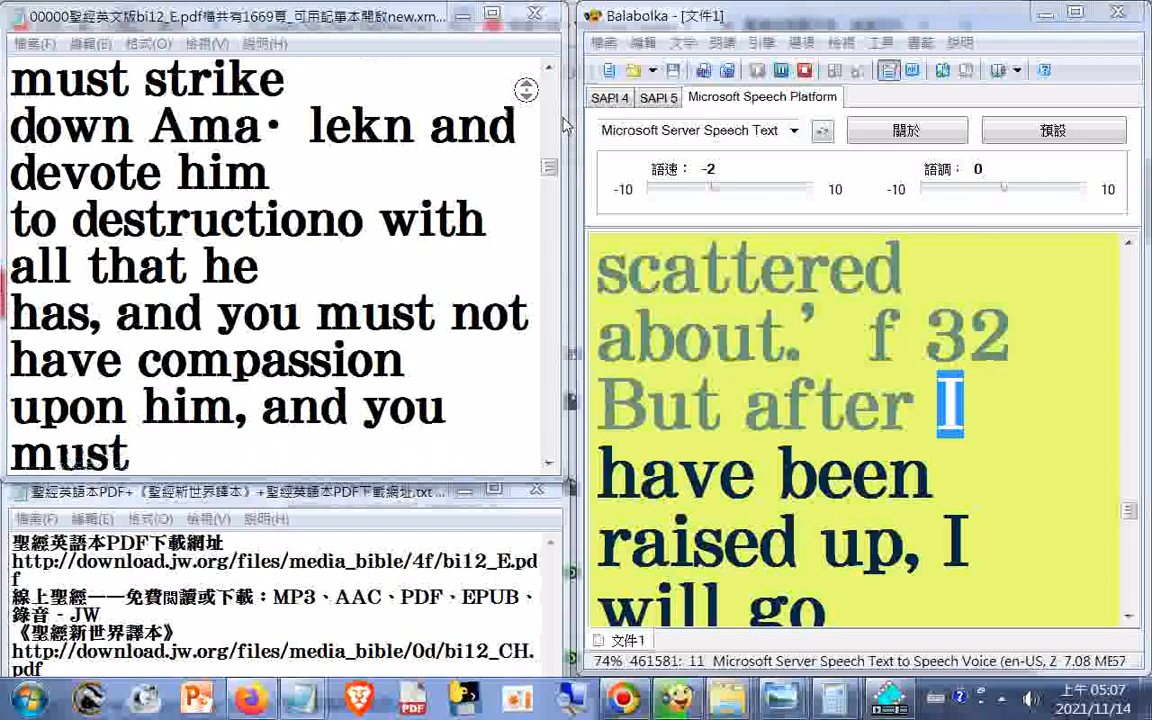 00000聖經英文版bi12_E.pdf檔共有1669頁_可用記事本開啟new.xm...
檔案(F) 編輯(E) 格式(O) 檢視(V) 說明(H)
must strike
down Ama· lekn and
devote him
to destructiono with
all that he
has, and you must not
have compassion
upon him, and you
must
聖經英語本PDF+《聖經新世界譯本》+聖經英語本PDF下載網址.txt ...
檔案(F) 編輯(E) 格式(O) 檢視(V) 說明(H)
聖經英語本PDF下載網址
http://download.jw.org/files/media_bible/4f/bi12_E.pd
f
線上聖經——免費閱讀或下載：MP3、AAC、PDF、EPUB、
錄音 - JW
《聖經新世界譯本》
http://download.jw.org/files/media_bible/0d/bi12_CH.
pdf
Balabolka - [文件1]
檔案 編輯 文字 朗讀 引擎 選項 檢視 工具 書籤 說明
SAPI 4 SAPI 5 Microsoft Speech Platform
Microsoft Server Speech Text 關於 預設
語速： -2 語調： 0
-10 10 -10 10
scattered
about.’ f 32
But after I
have been
raised up, I
will go
文件1
74% 461581: 11 Microsoft Server Speech Text to Speech Voice (en-US, Z 7.08 ME57
上午 05:07
2021/11/14